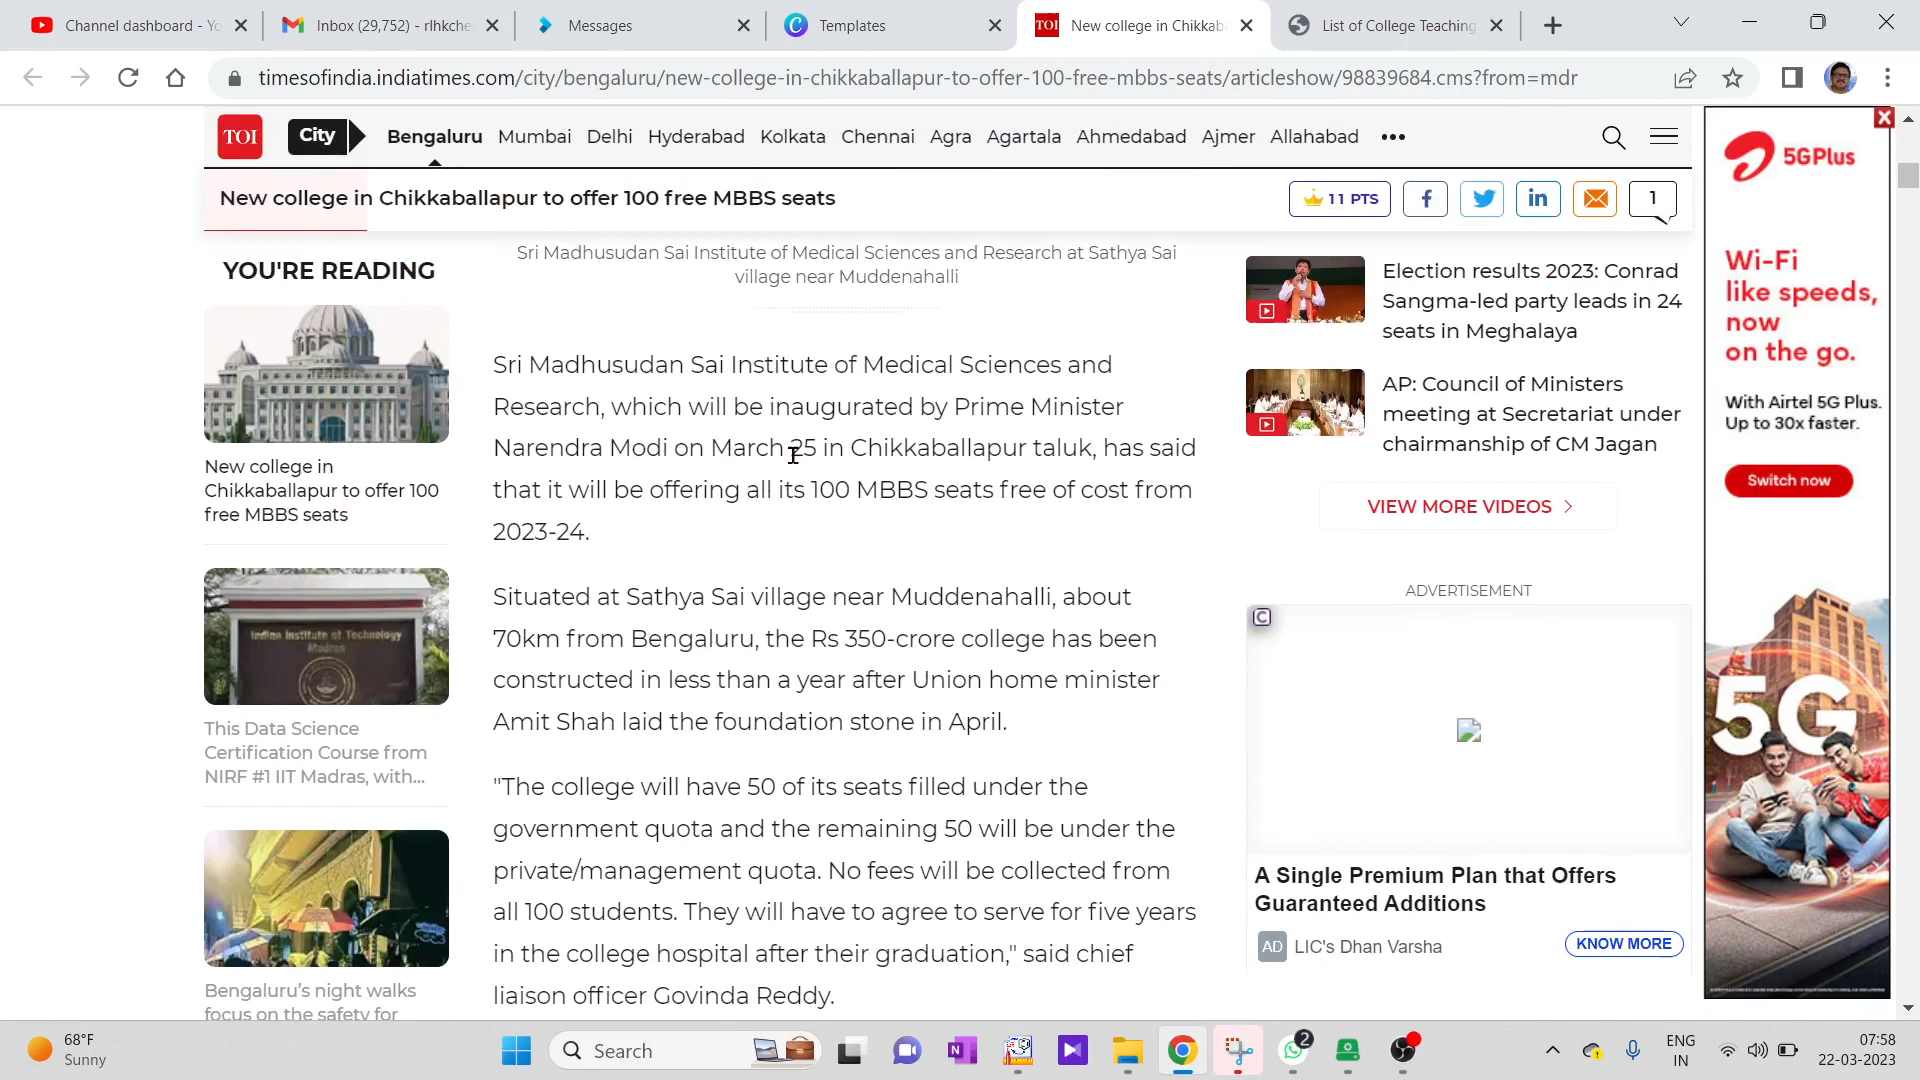 Channel dashboard - Yo
Inbox (29,752) - rlhkche
Messages
Templates
New college in Chikkab
List of College Teaching
timesofindia.indiatimes.com/city/bengaluru/new-college-in-chikkaballapur-to-offer-100-free-mbbs-seats/articleshow/98839684.cms?from=mdr
TOI
City
Bengaluru Mumbai Delhi Hyderabad Kolkata Chennai Agra Agartala Ahmedabad Ajmer Allahabad
New college in Chikkaballapur to offer 100 free MBBS seats
11 PTS
1
YOU'RE READING
New college in
Chikkaballapur to offer 100
free MBBS seats
Indian Institute of Technology
Madras
This Data Science
Certification Course from
NIRF #1 IIT Madras, with...
Bengaluru's night walks
focus on the safety for
Sri Madhusudan Sai Institute of Medical Sciences and Research at Sathya Sai
village near Muddenahalli
Sri Madhusudan Sai Institute of Medical Sciences and
Research, which will be inaugurated by Prime Minister
Narendra Modi on March 25 in Chikkaballapur taluk, has said
that it will be offering all its 100 MBBS seats free of cost from
2023-24.
Situated at Sathya Sai village near Muddenahalli, about
70km from Bengaluru, the Rs 350-crore college has been
constructed in less than a year after Union home minister
Amit Shah laid the foundation stone in April.
"The college will have 50 of its seats filled under the
government quota and the remaining 50 will be under the
private/management quota. No fees will be collected from
all 100 students. They will have to agree to serve for five years
in the college hospital after their graduation," said chief
liaison officer Govinda Reddy.
Election results 2023: Conrad
Sangma-led party leads in 24
seats in Meghalaya
AP: Council of Ministers
meeting at Secretariat under
chairmanship of CM Jagan
VIEW MORE VIDEOS
ADVERTISEMENT
A Single Premium Plan that Offers
Guaranteed Additions
AD LIC's Dhan Varsha
KNOW MORE
5G Plus
Wi-Fi
like speeds,
now
on the go.
With Airtel 5G Plus.
Up to 30x faster.
Switch now
5G
68°F
Sunny
Search
2
ENG
IN
07:58
22-03-2023